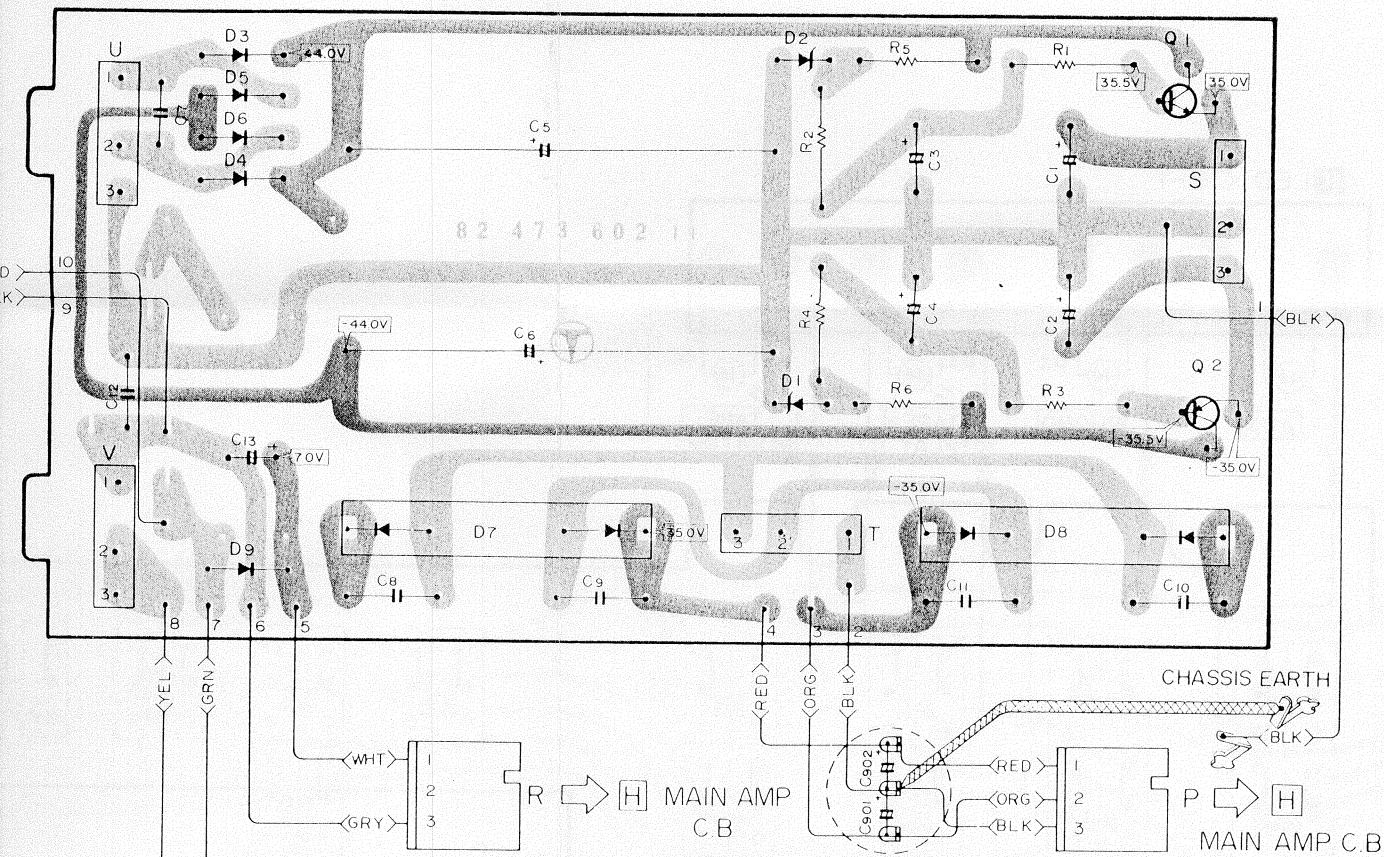 U
D3
44.0V
D2
R5
R1
Q1
1
D5
35.5V
35.0V
C7
D6
2
D4
C5
+
R2
C3
+
C1
+
1
S
3
82 473 602 11
2
10
3
9
-44.0V
C6
+
R4
C4
+
C2
+
1
<BLK>
Q2
C12
D1
R6
R3
-35.5V
C13
+
7.0V
-35.0V
V
1
-35.0V
2
D9
D7
35.0V
3
2
1
T
D8
3
C8
C9
C11
C10
8
7
6
5
4
3
2
<YEL>
<GRN>
<RED>
<ORG>
<BLK>
CHASSIS EARTH
<BLK>
<WHT>
1
2
R
H
MAIN AMP
C.B
<GRY>
3
C902
+
C901
+
<RED>
1
<ORG>
2
P
H
<BLK>
3
MAIN AMP. C.B